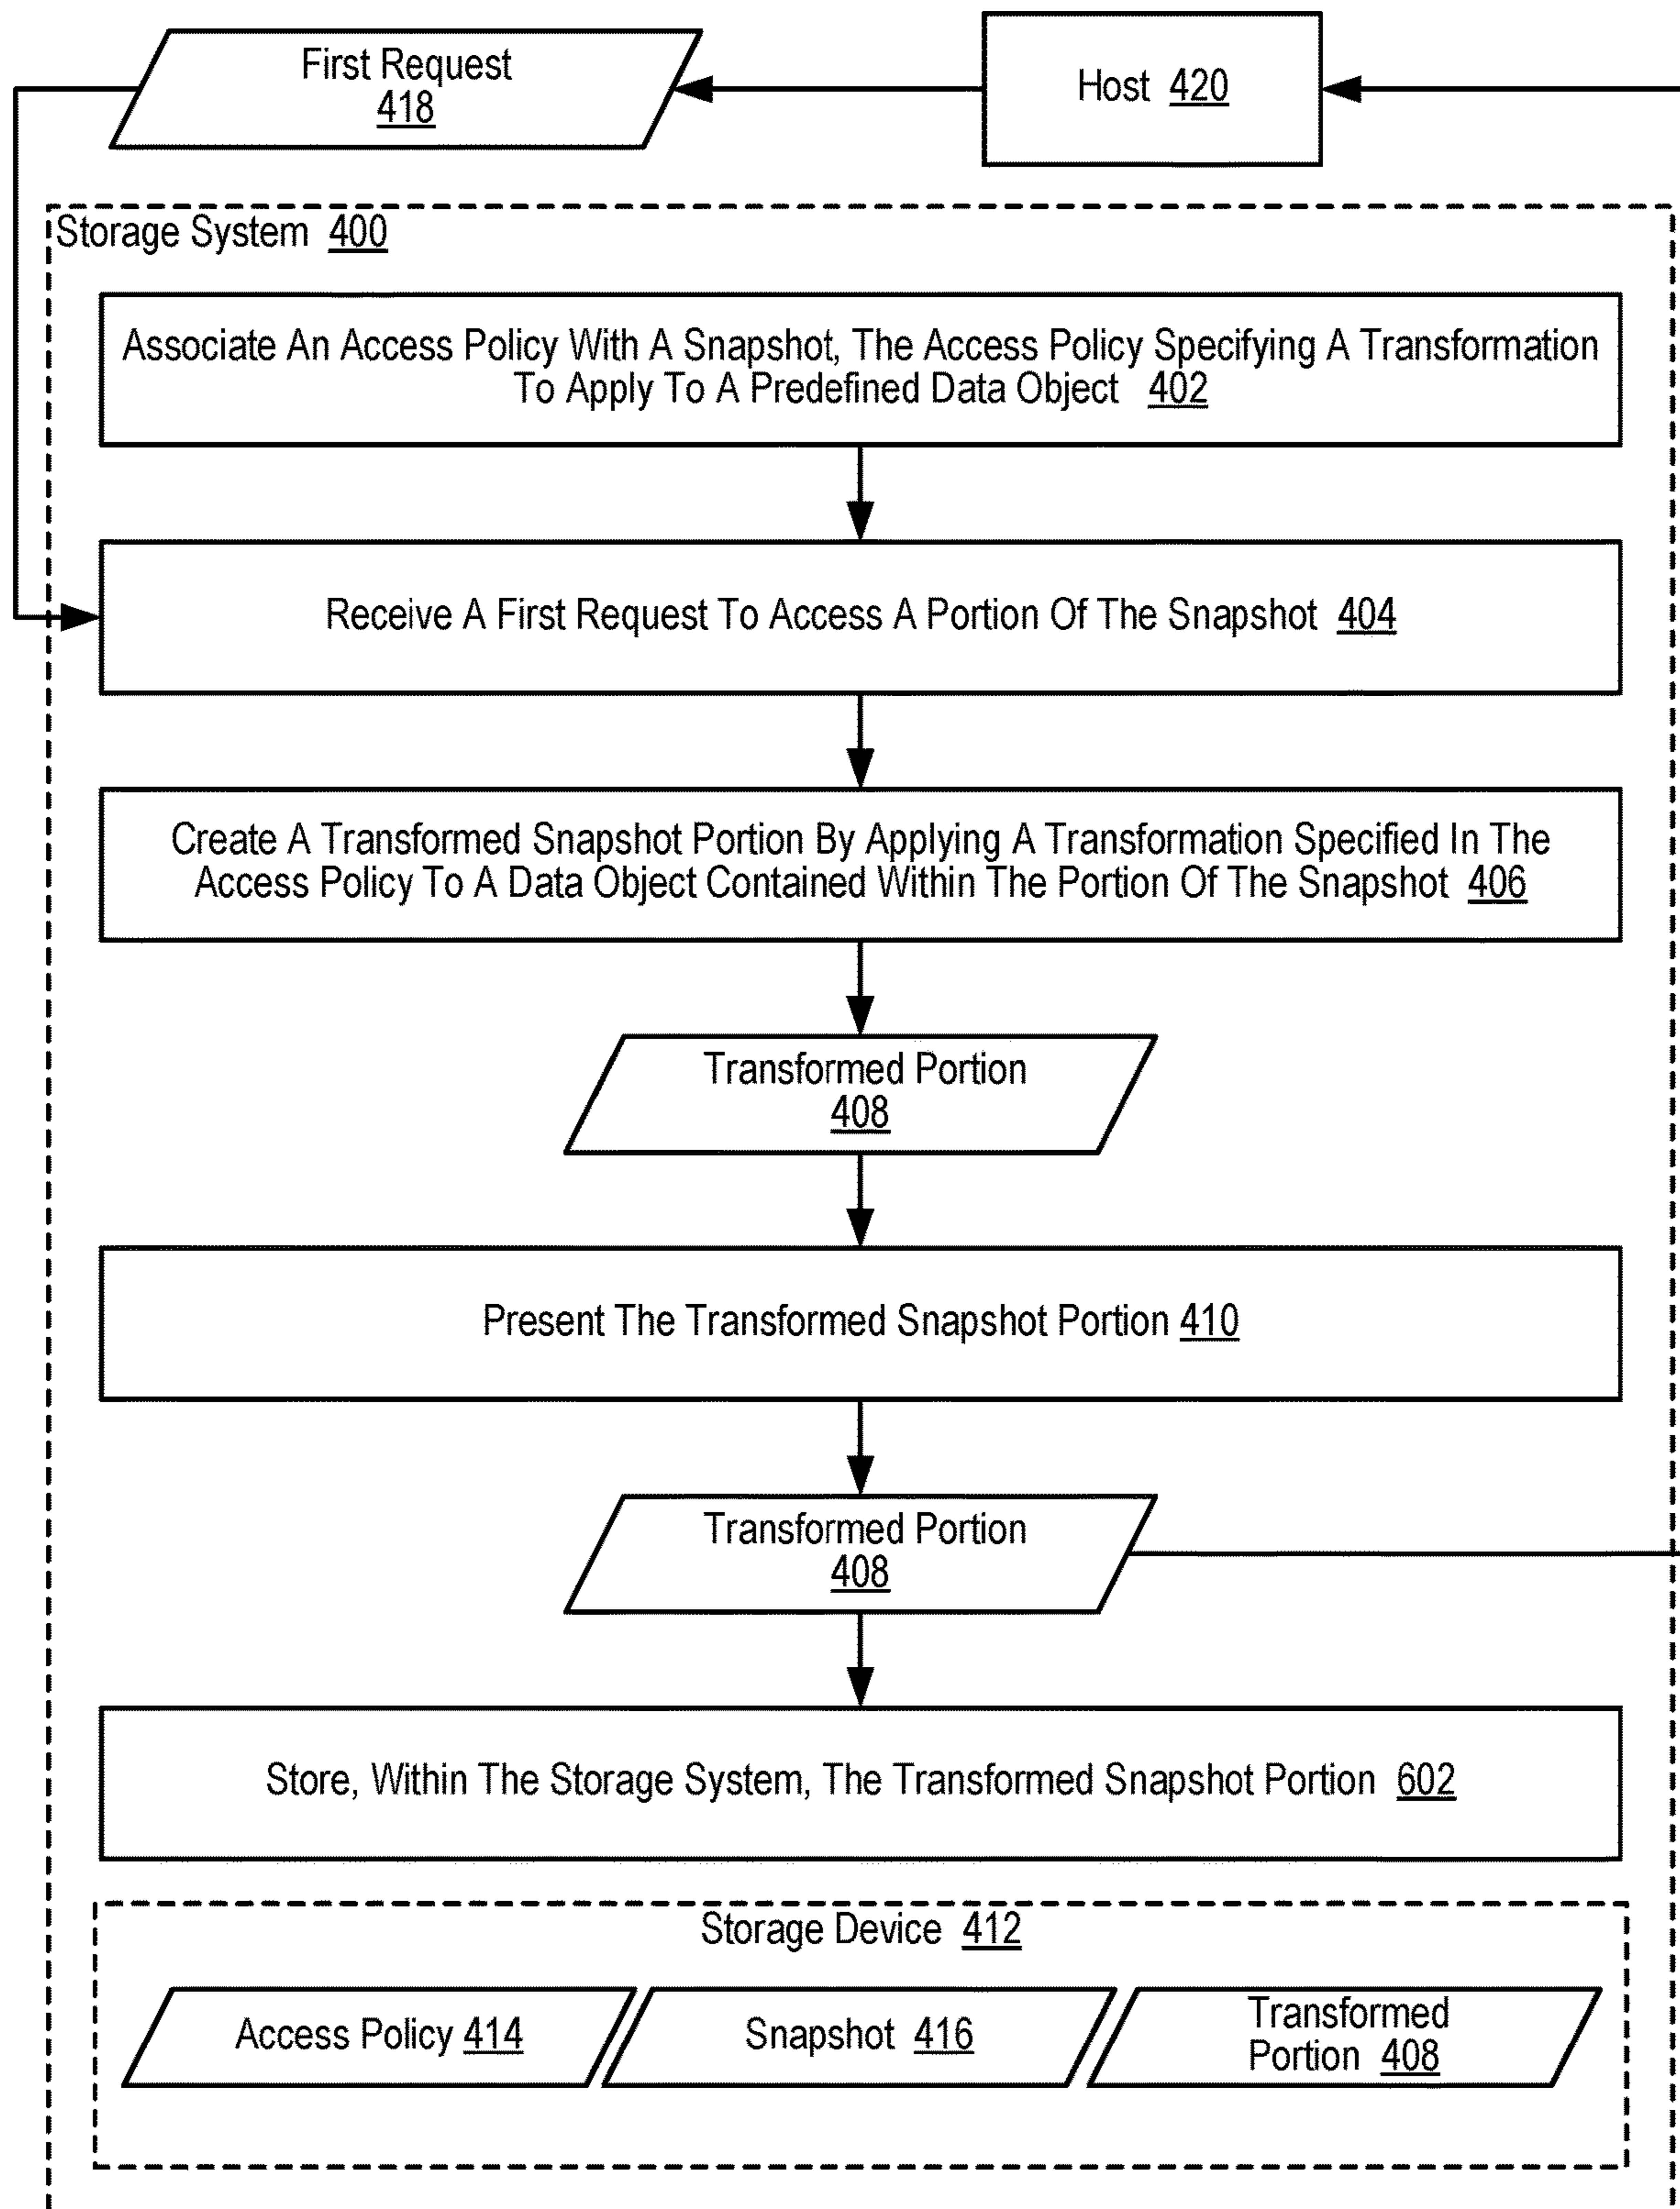 First Request
418
Host 420
Storage System 400
Associate An Access Policy With A Snapshot, The Access Policy Specifying A Transformation
To Apply To A Predefined Data Object 402
Receive A First Request To Access A Portion Of The Snapshot 404
Create A Transformed Snapshot Portion By Applying A Transformation Specified In The
Access Policy To A Data Object Contained Within The Portion Of The Snapshot 406
Transformed Portion
408
Present The Transformed Snapshot Portion 410
Transformed Portion
408
Store, Within The Storage System, The Transformed Snapshot Portion 602
Storage Device 412
Access Policy 414
Snapshot 416
Transformed
Portion 408